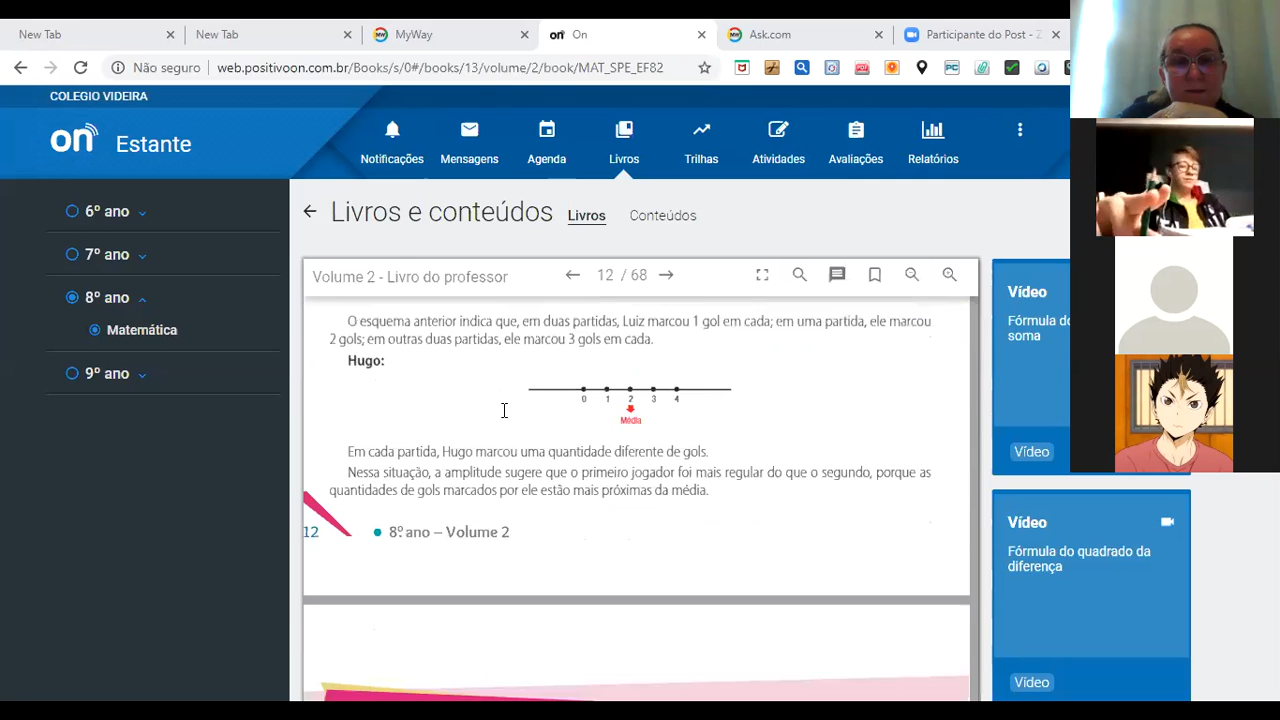 New Tab
New Tab
MyWay
On
Ask.com
Participante do Post - Z
Não seguro
web.positivoon.com.br/Books/s/0#/books/13/volume/2/book/MAT_SPE_EF82
COLEGIO VIDEIRA
on Estante
Notificações
Mensagens
Agenda
Livros
Trilhas
Atividades
Avaliações
Relatórios
6º ano
7º ano
8º ano
Matemática
9º ano
Livros e conteúdos
Livros
Conteúdos
Volume 2 - Livro do professor
12 / 68
O esquema anterior indica que, em duas partidas, Luiz marcou 1 gol em cada; em uma partida, ele marcou
2 gols; em outras duas partidas, ele marcou 3 gols em cada.
Hugo:
0 1 2 3 4
Média
Em cada partida, Hugo marcou uma quantidade diferente de gols.
Nessa situação, a amplitude sugere que o primeiro jogador foi mais regular do que o segundo, porque as
quantidades de gols marcados por ele estão mais próximas da média.
12
8º. ano – Volume 2
Vídeo
Fórmula do
soma
Vídeo
Vídeo
Fórmula do quadrado da
diferença
Vídeo